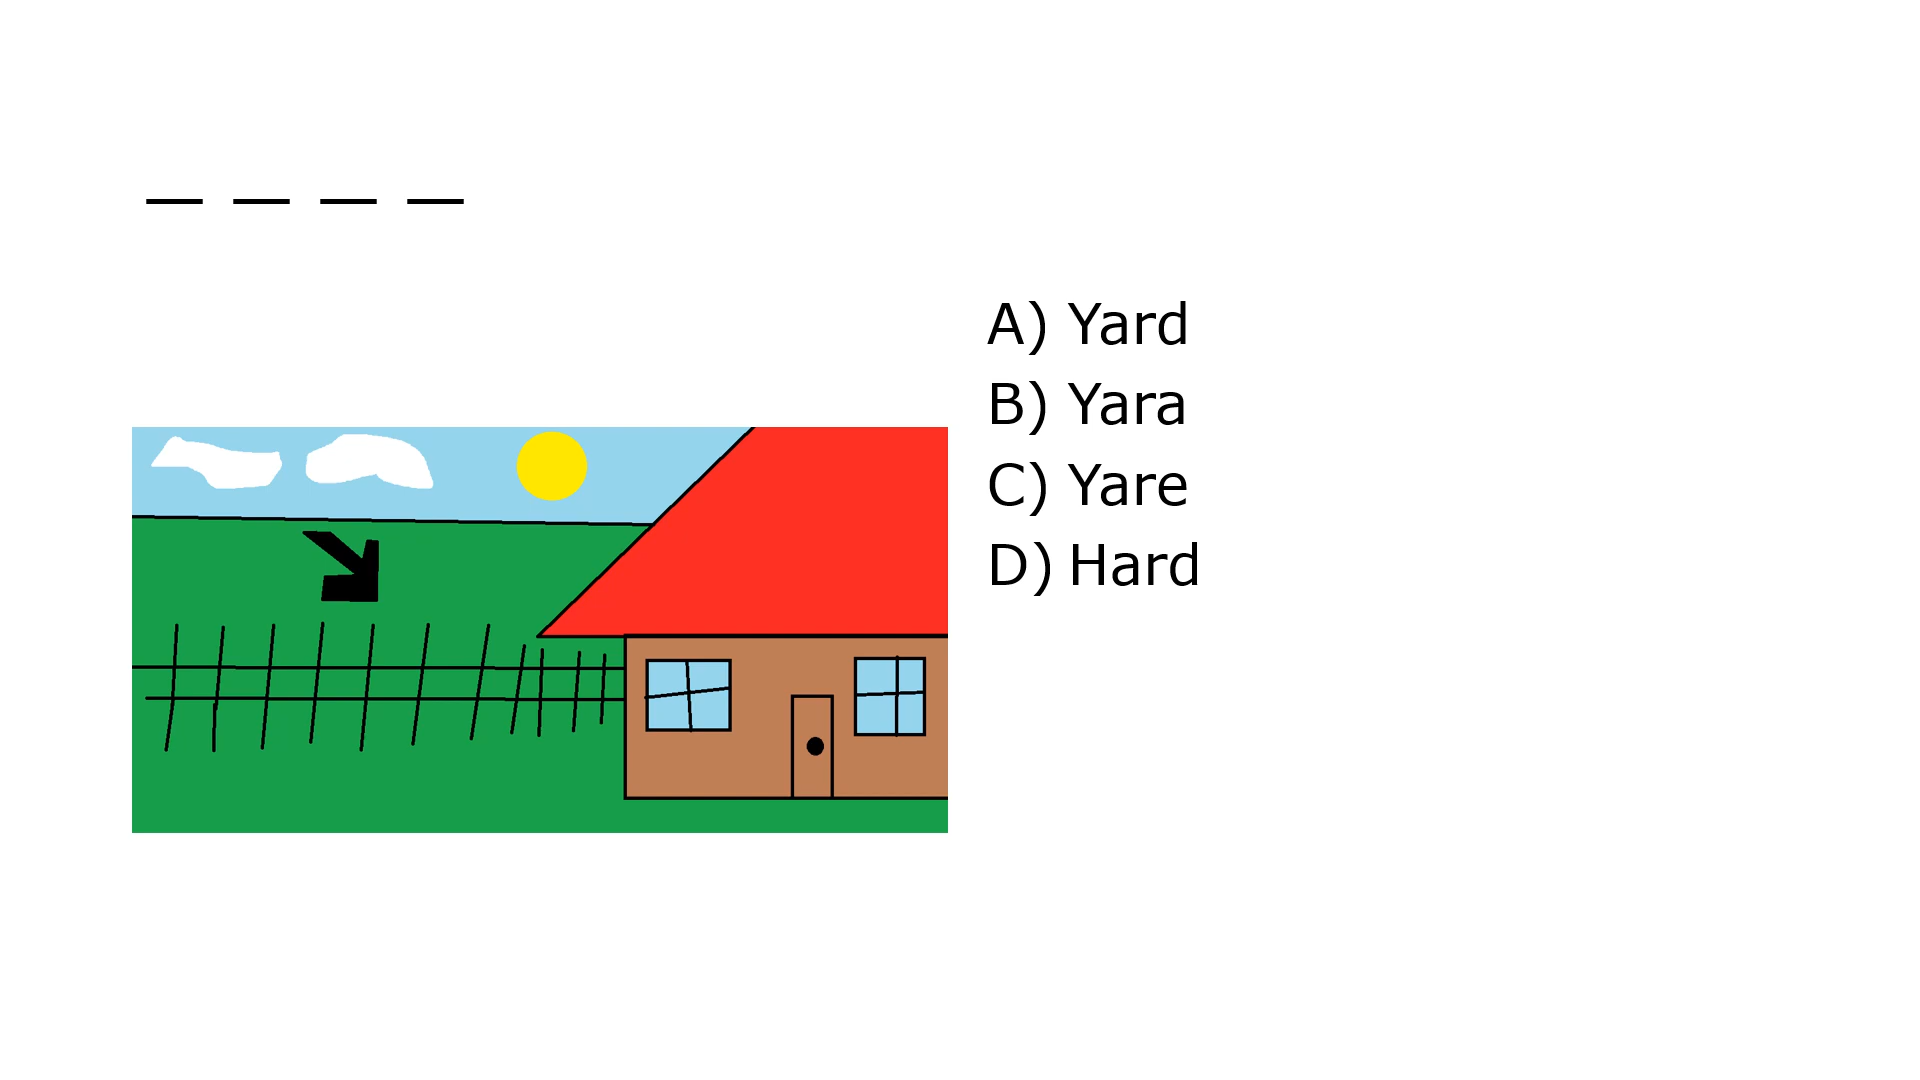 _ _ _ _
A) Yard
B) Yara
C) Yare
D) Hard